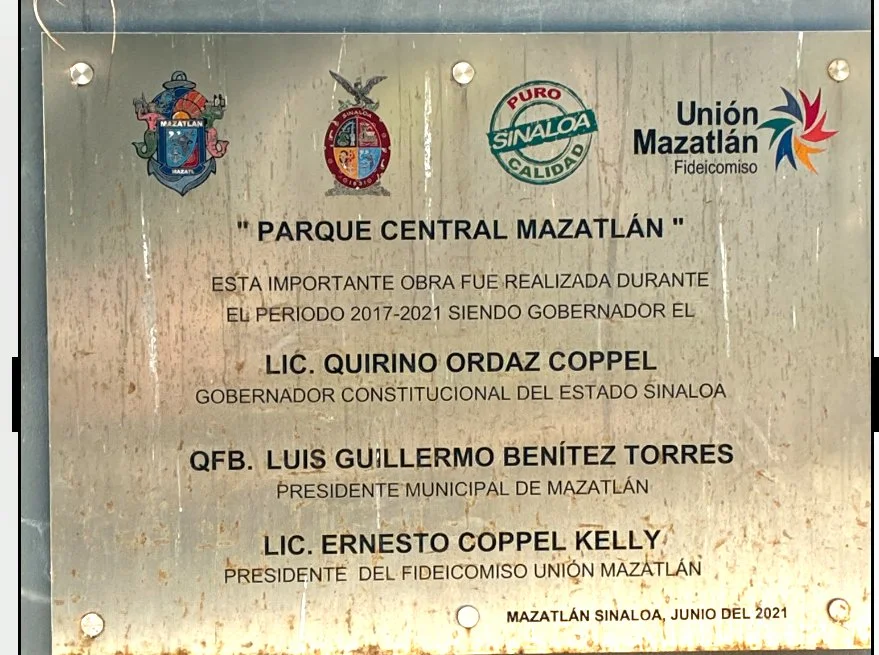 MAZATLAN
MAZATL
SINALOA
PURO
SINALOA
CALIDAD
Unión
Mazatlán
Fideicomiso
" PARQUE CENTRAL MAZATLÁN "
ESTA IMPORTANTE OBRA FUE REALIZADA DURANTE
EL PERIODO 2017-2021 SIENDO GOBERNADOR EL
LIC. QUIRINO ORDAZ COPPEL
GOBERNADOR CONSTITUCIONAL DEL ESTADO SINALOA
QFB. LUIS GUILLERMO BENÍTEZ TORRES
PRESIDENTE MUNICIPAL DE MAZATLÁN
LIC. ERNESTO COPPEL KELLY
PRESIDENTE DEL FIDEICOMISO UNIÓN MAZATLÁN
MAZATLÁN SINALOA, JUNIO DEL 2021